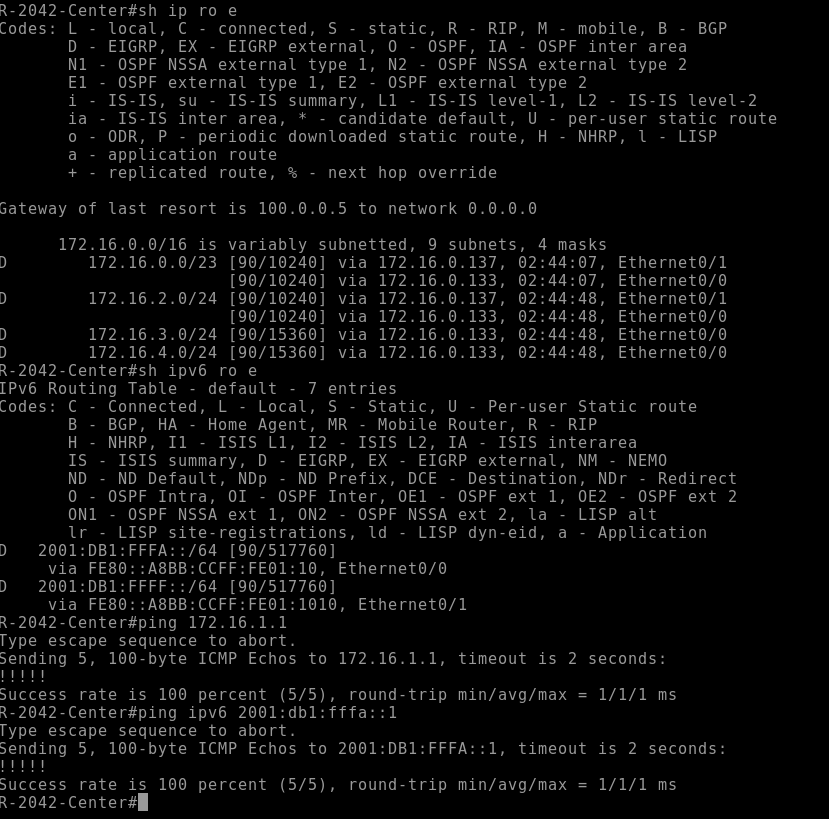 R-2042-Center#sh ip ro e
Codes: L - local, C - connected, S - static, R - RIP, M - mobile, B - BGP
       D - EIGRP, EX - EIGRP external, O - OSPF, IA - OSPF inter area
       N1 - OSPF NSSA external type 1, N2 - OSPF NSSA external type 2
       E1 - OSPF external type 1, E2 - OSPF external type 2
       i - IS-IS, su - IS-IS summary, L1 - IS-IS level-1, L2 - IS-IS level-2
       ia - IS-IS inter area, * - candidate default, U - per-user static route
       o - ODR, P - periodic downloaded static route, H - NHRP, l - LISP
       a - application route
       + - replicated route, % - next hop override

Gateway of last resort is 100.0.0.5 to network 0.0.0.0

      172.16.0.0/16 is variably subnetted, 9 subnets, 4 masks
D        172.16.0.0/23 [90/10240] via 172.16.0.137, 02:44:07, Ethernet0/1
                       [90/10240] via 172.16.0.133, 02:44:07, Ethernet0/0
D        172.16.2.0/24 [90/10240] via 172.16.0.137, 02:44:48, Ethernet0/1
                       [90/10240] via 172.16.0.133, 02:44:48, Ethernet0/0
D        172.16.3.0/24 [90/15360] via 172.16.0.133, 02:44:48, Ethernet0/0
D        172.16.4.0/24 [90/15360] via 172.16.0.133, 02:44:48, Ethernet0/0
R-2042-Center#sh ipv6 ro e
IPv6 Routing Table - default - 7 entries
Codes: C - Connected, L - Local, S - Static, U - Per-user Static route
       B - BGP, HA - Home Agent, MR - Mobile Router, R - RIP
       H - NHRP, I1 - ISIS L1, I2 - ISIS L2, IA - ISIS interarea
       IS - ISIS summary, D - EIGRP, EX - EIGRP external, NM - NEMO
       ND - ND Default, NDp - ND Prefix, DCE - Destination, NDr - Redirect
       O - OSPF Intra, OI - OSPF Inter, OE1 - OSPF ext 1, OE2 - OSPF ext 2
       ON1 - OSPF NSSA ext 1, ON2 - OSPF NSSA ext 2, la - LISP alt
       lr - LISP site-registrations, ld - LISP dyn-eid, a - Application
D   2001:DB1:FFFA::/64 [90/517760]
     via FE80::A8BB:CCFF:FE01:10, Ethernet0/0
D   2001:DB1:FFFF::/64 [90/517760]
     via FE80::A8BB:CCFF:FE01:1010, Ethernet0/1
R-2042-Center#ping 172.16.1.1
Type escape sequence to abort.
Sending 5, 100-byte ICMP Echos to 172.16.1.1, timeout is 2 seconds:
!!!!!
Success rate is 100 percent (5/5), round-trip min/avg/max = 1/1/1 ms
R-2042-Center#ping ipv6 2001:db1:fffa::1
Type escape sequence to abort.
Sending 5, 100-byte ICMP Echos to 2001:DB1:FFFA::1, timeout is 2 seconds:
!!!!!
Success rate is 100 percent (5/5), round-trip min/avg/max = 1/1/1 ms
R-2042-Center#